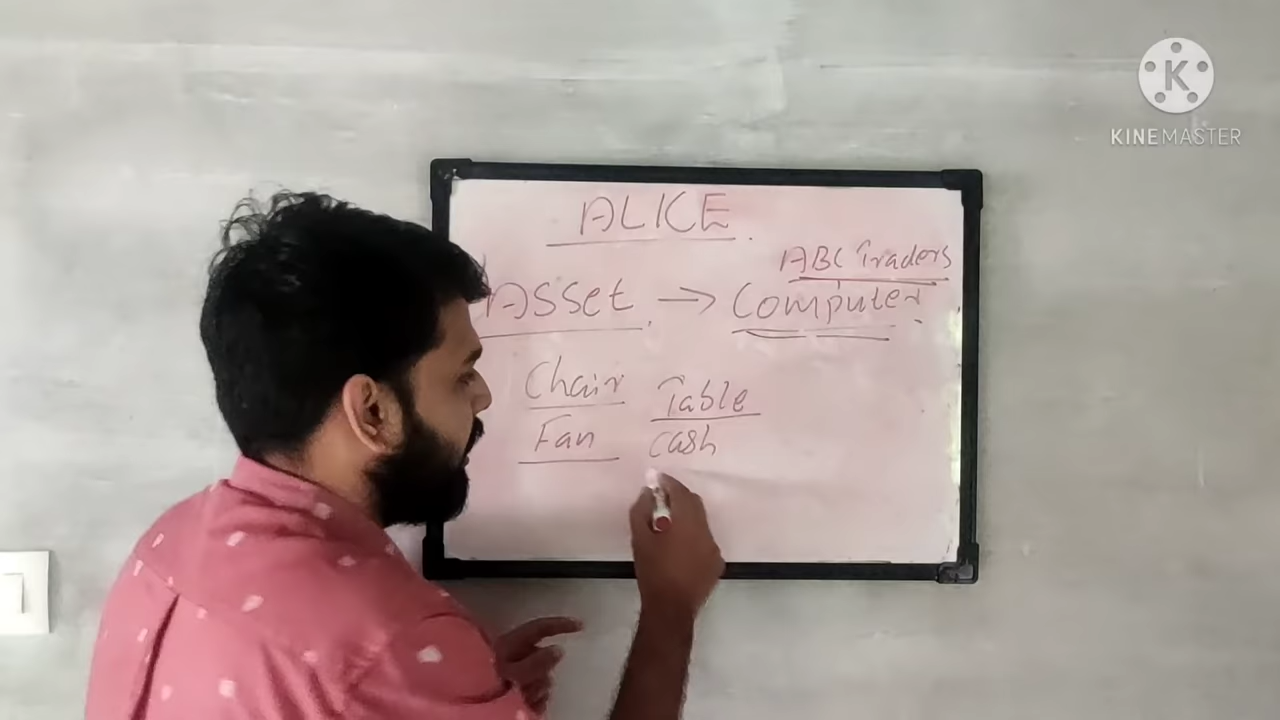 KINEMASTER
ALICE.
ABC Traders
Asset → Computer.
Chair Table
Fan Cash